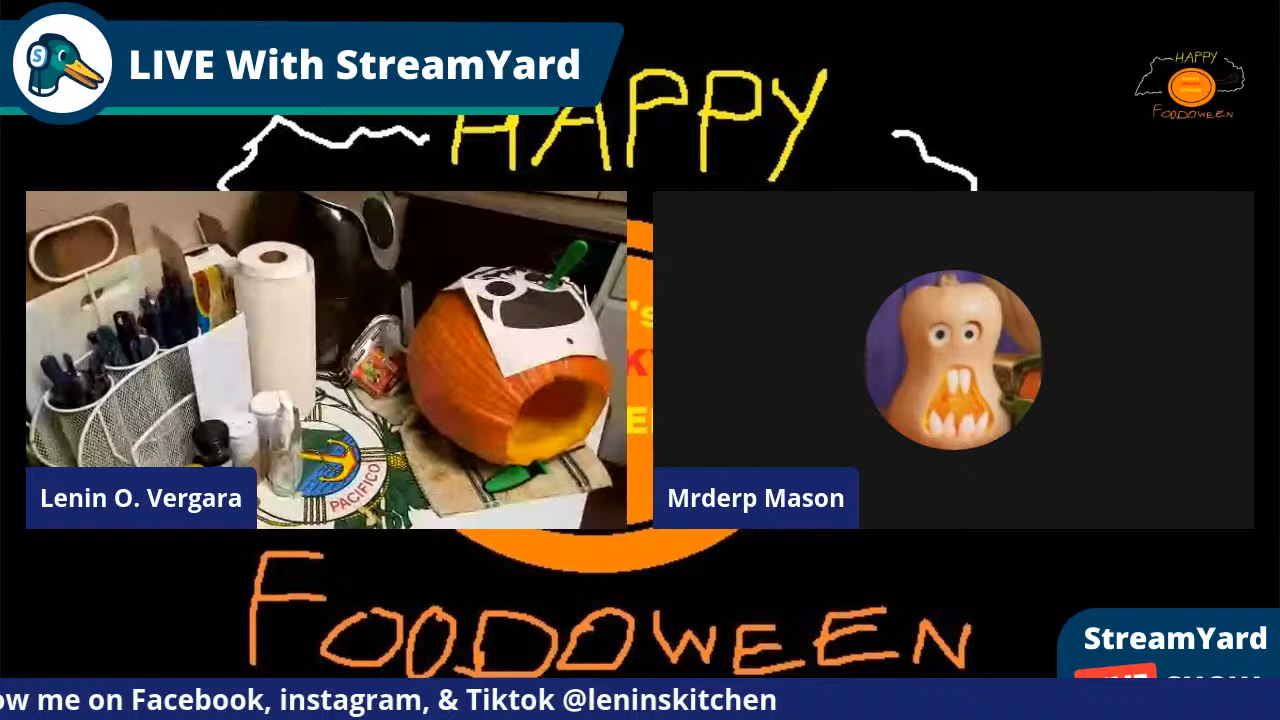 LIVE With StreamYard
HAPPY
HAPPY
FOODOWEEN
PACIFICO
Lenin O. Vergara
Mrderp Mason
FOODOWEEN
StreamYard
ow me on Facebook, instagram, & Tiktok @leninskitchen